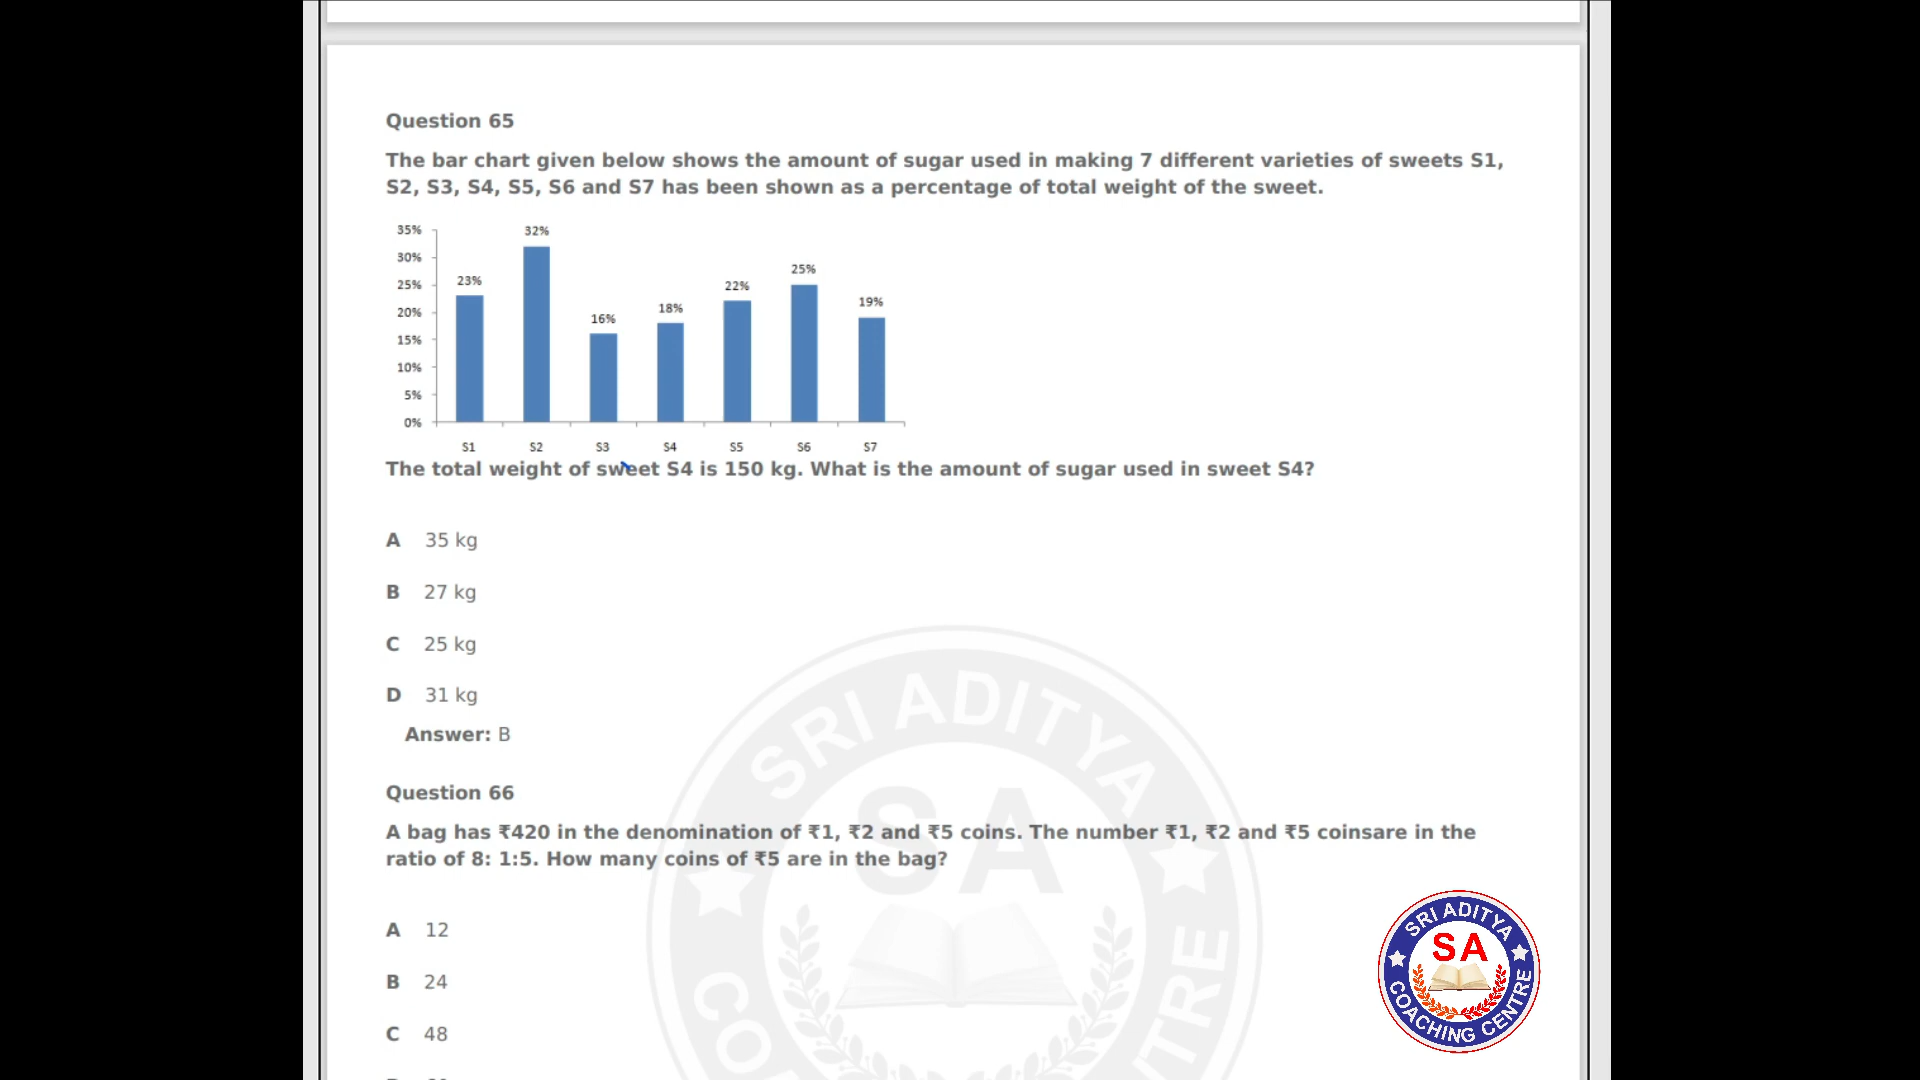 Question 65
The bar chart given below shows the amount of sugar used in making 7 different varieties of sweets S1,
S2, S3, S4, S5, S6 and S7 has been shown as a percentage of total weight of the sweet.
35%
30%
25%
20%
15%
10%
5%
0%
23%
32%
16%
18%
22%
25%
19%
S1 S2 S3 S4 S5 S6 S7
The total weight of sweet S4 is 150 kg. What is the amount of sugar used in sweet S4?
A 35 kg
B 27 kg
C 25 kg
D 31 kg
Answer: B
Question 66
A bag has ₹420 in the denomination of ₹1, ₹2 and ₹5 coins. The number ₹1, ₹2 and ₹5 coinsare in the
ratio of 8: 1:5. How many coins of ₹5 are in the bag?
A 12
B 24
C 48
SRI ADITYA
SA
COACHING CENTRE
SRI ADITYA
SA